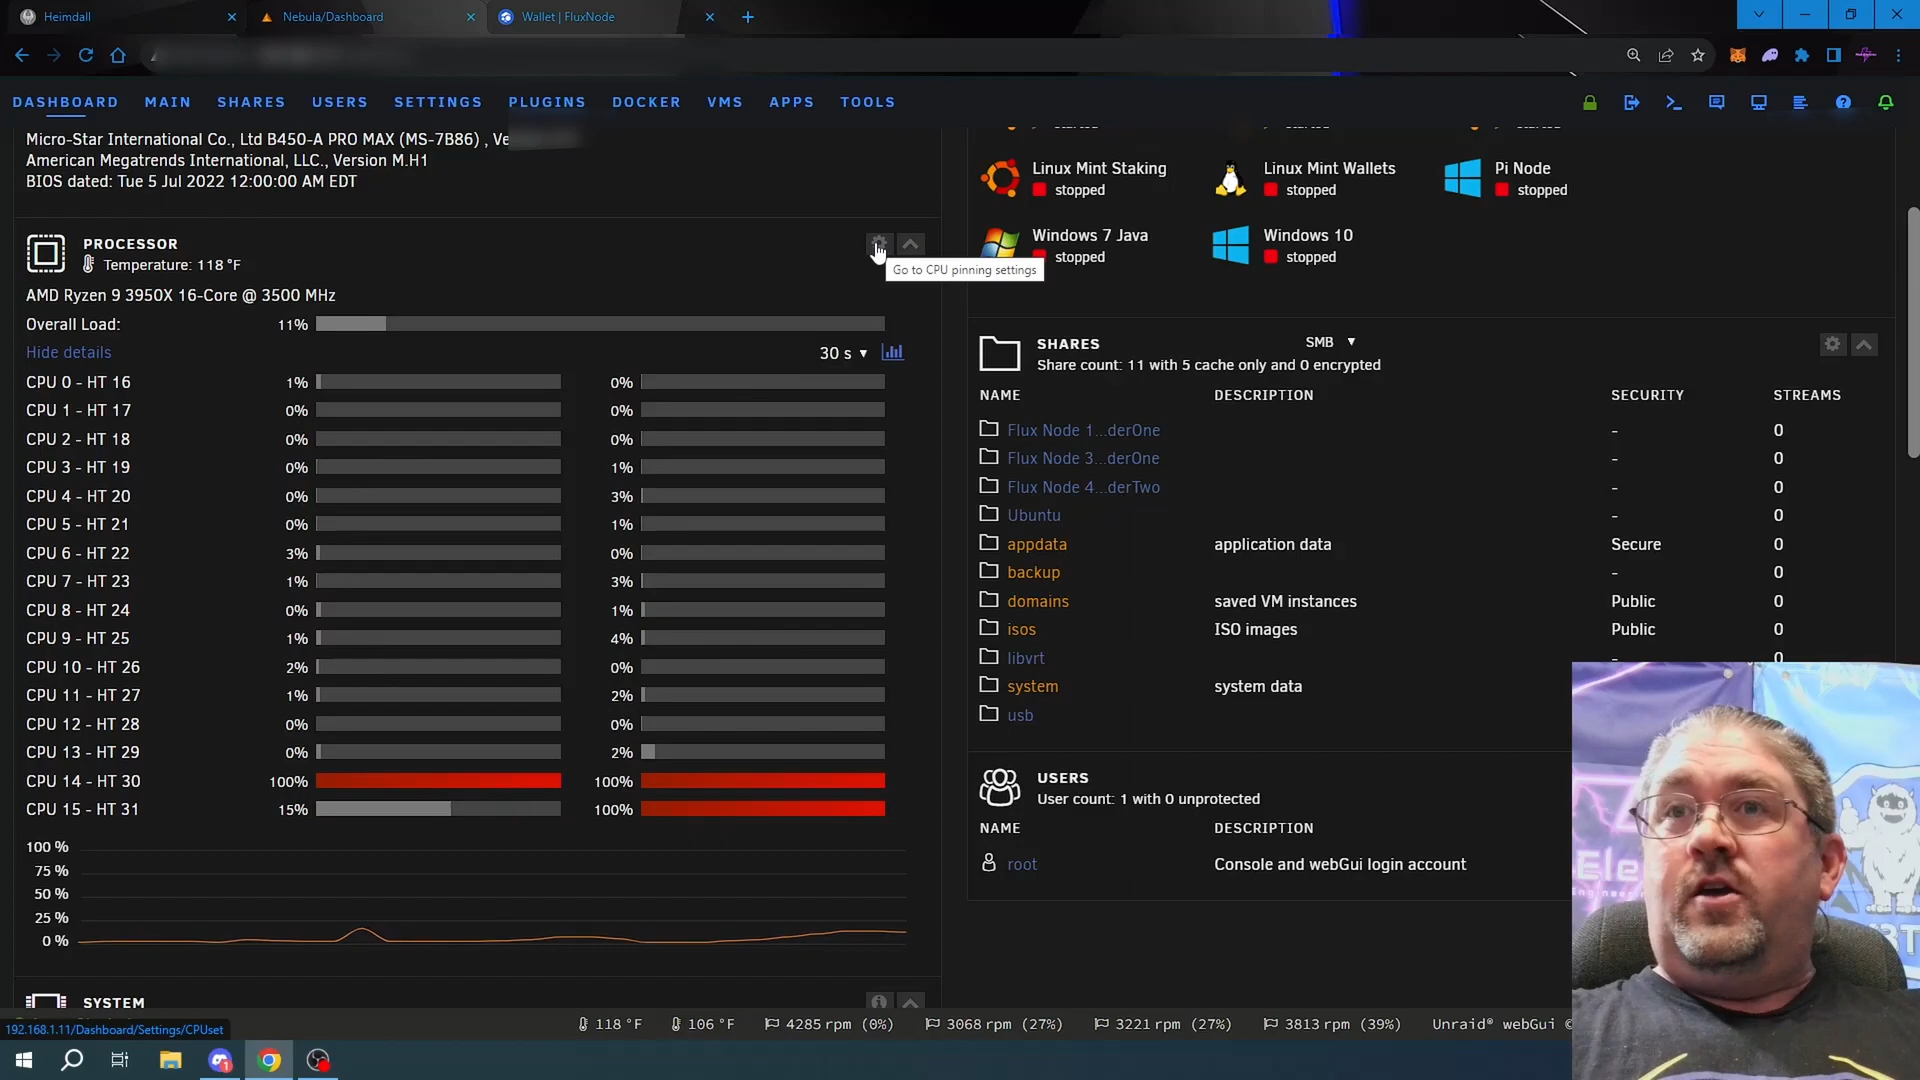 Heimdall
Nebula/Dashboard
Wallet | FluxNode
DASHBOARD MAIN SHARES USERS SETTINGS PLUGINS DOCKER VMS APPS TOOLS
Micro-Star International Co., Ltd B450-A PRO MAX (MS-7B86) , Ve
American Megatrends International, LLC., Version M.H1
BIOS dated: Tue 5 Jul 2022 12:00:00 AM EDT
PROCESSOR
Temperature: 118 °F
Go to CPU pinning settings
AMD Ryzen 9 3950X 16-Core @ 3500 MHz
Overall Load: 11%
Hide details 30 s
CPU 0 - HT 16 1% 0%
CPU 1 - HT 17 0% 0%
CPU 2 - HT 18 0% 0%
CPU 3 - HT 19 0% 1%
CPU 4 - HT 20 0% 3%
CPU 5 - HT 21 0% 1%
CPU 6 - HT 22 3% 0%
CPU 7 - HT 23 1% 3%
CPU 8 - HT 24 0% 1%
CPU 9 - HT 25 1% 4%
CPU 10 - HT 26 2% 0%
CPU 11 - HT 27 1% 2%
CPU 12 - HT 28 0% 0%
CPU 13 - HT 29 0% 2%
CPU 14 - HT 30 100% 100%
CPU 15 - HT 31 15% 100%
100 %
75 %
50 %
25 %
0 %
SYSTEM
Linux Mint Staking
stopped
Linux Mint Wallets
stopped
Pi Node
stopped
Windows 7 Java
stopped
Windows 10
stopped
SHARES SMB
Share count: 11 with 5 cache only and 0 encrypted
NAME DESCRIPTION SECURITY STREAMS
Flux Node 1...derOne - 0
Flux Node 3...derOne - 0
Flux Node 4...derTwo - 0
Ubuntu - 0
appdata application data Secure 0
backup - 0
domains saved VM instances Public 0
isos ISO images Public 0
libvrt - 0
system system data
usb
USERS
User count: 1 with 0 unprotected
NAME DESCRIPTION
root Console and webGui login account
192.168.1.11/Dashboard/Settings/CPUset
118 °F 106 °F 4285 rpm (0%) 3068 rpm (27%) 3221 rpm (27%) 3813 rpm (39%) Unraid® webGui ©